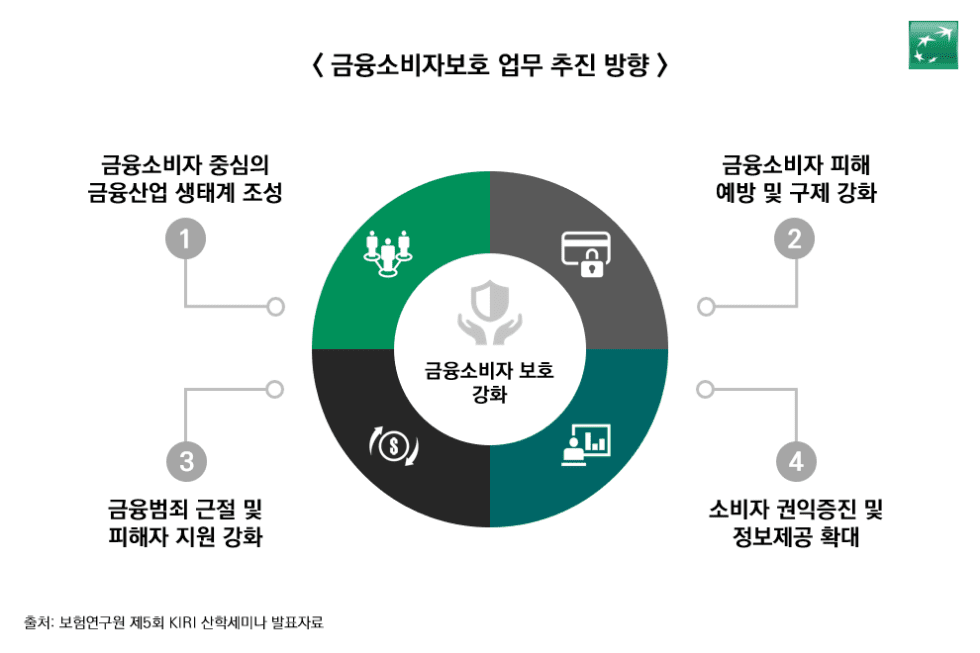 < 금융소비자보호 업무 추진 방향 >
금융소비자 중심의
금융산업 생태계 조성
1
금융소비자 피해
예방 및 구제 강화
2
금융소비자 보호
강화
$
3
금융범죄 근절 및
피해자 지원 강화
4
소비자 권익증진 및
정보제공 확대
출처: 보험연구원 제5회 KIRI 산학세미나 발표자료